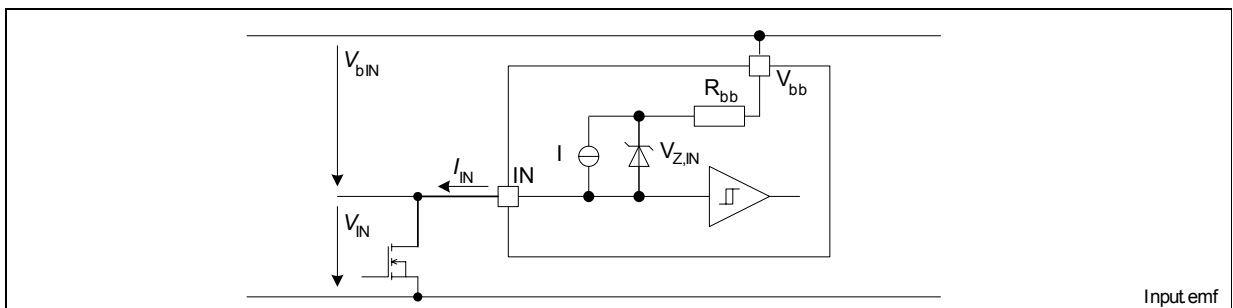 VbIN
Vbb
Rbb
I
VZ,IN
IIN
IN
VIN
Input.emf